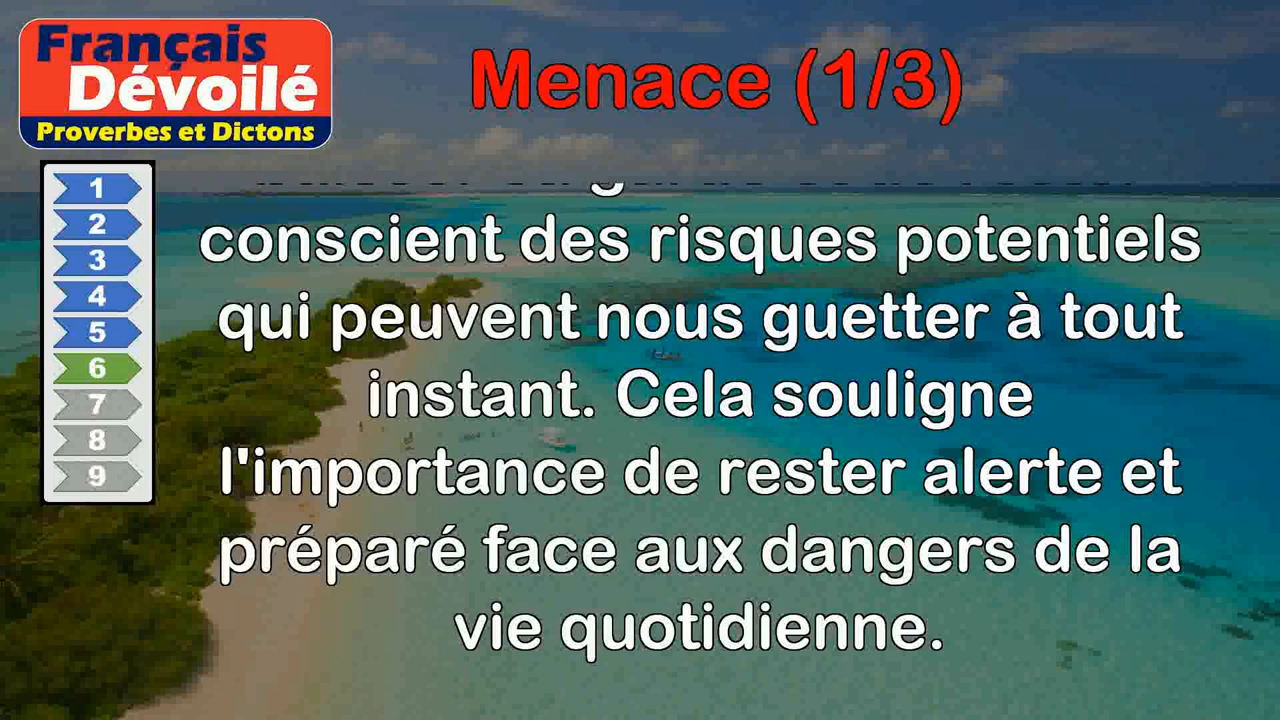 Français
Dévoilé
Proverbes et Dictons
Menace (1/3)
1
2
3
4
5
6
7
8
9
conscient des risques potentiels
qui peuvent nous guetter à tout
instant. Cela souligne
l'importance de rester alerte et
préparé face aux dangers de la
vie quotidienne.